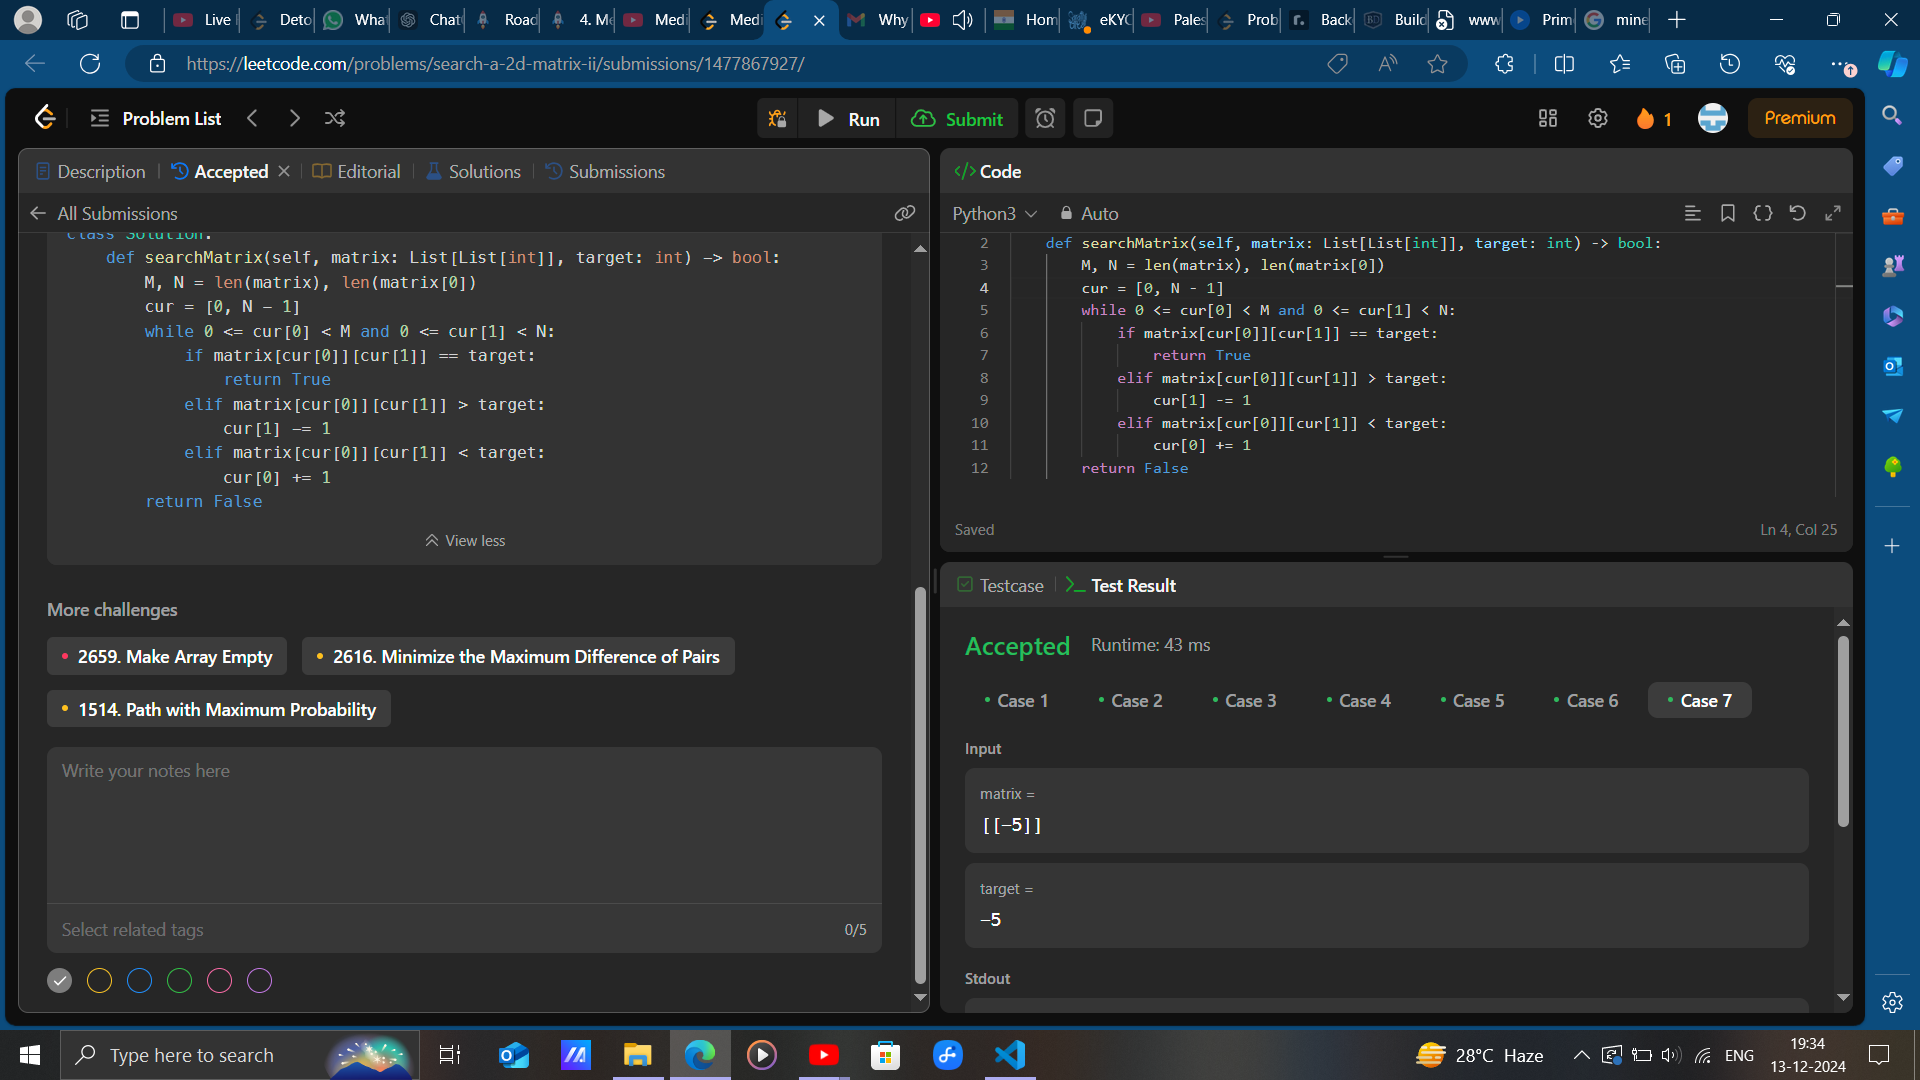 Live
Deto
What
Chat
Road
4. Me
Medi
Medi
Why
Hom
eKYC
Pales
Prob
Back
Build
www
Prim
mine
https://leetcode.com/problems/search-a-2d-matrix-ii/submissions/1477867927/
Problem List
Run
Submit
1
Premium
Description
Accepted
Editorial
Solutions
Submissions
All Submissions
class Solution:
def searchMatrix(self, matrix: List[List[int]], target: int) -> bool:
M, N = len(matrix), len(matrix[0])
cur = [0, N - 1]
while 0 <= cur[0] < M and 0 <= cur[1] < N:
if matrix[cur[0]][cur[1]] == target:
return True
elif matrix[cur[0]][cur[1]] > target:
cur[1] -= 1
elif matrix[cur[0]][cur[1]] < target:
cur[0] += 1
return False
View less
More challenges
2659. Make Array Empty
2616. Minimize the Maximum Difference of Pairs
1514. Path with Maximum Probability
Write your notes here
Select related tags
0/5
</> Code
Python3
Auto
2 def searchMatrix(self, matrix: List[List[int]], target: int) -> bool:
3 M, N = len(matrix), len(matrix[0])
4 cur = [0, N - 1]
5 while 0 <= cur[0] < M and 0 <= cur[1] < N:
6 if matrix[cur[0]][cur[1]] == target:
7 return True
8 elif matrix[cur[0]][cur[1]] > target:
9 cur[1] -= 1
10 elif matrix[cur[0]][cur[1]] < target:
11 cur[0] += 1
12 return False
Saved
Ln 4, Col 25
Testcase
Test Result
Accepted
Runtime: 43 ms
Case 1
Case 2
Case 3
Case 4
Case 5
Case 6
Case 7
Input
matrix =
[[-5]]
target =
-5
Stdout
Type here to search
28°C Haze
ENG
19:34
13-12-2024